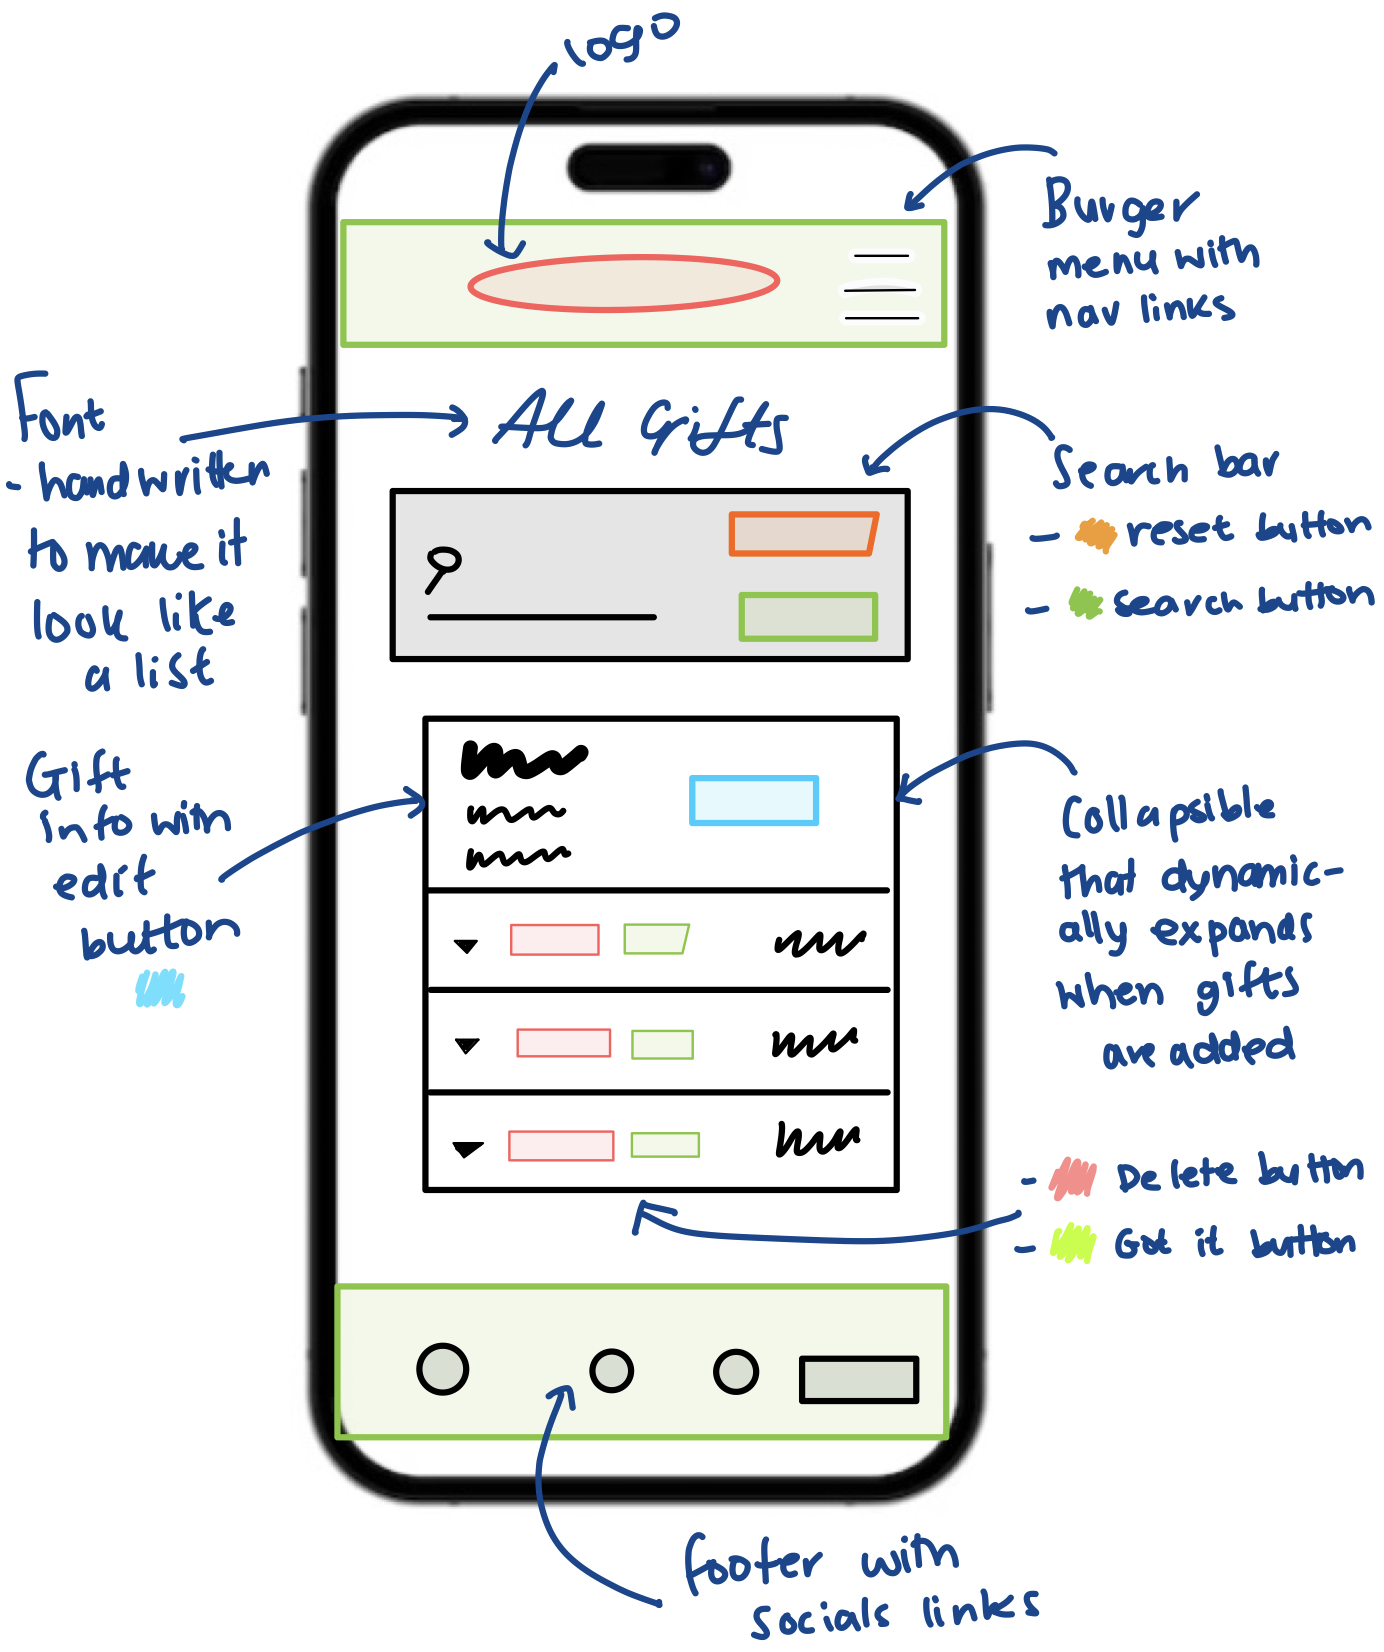 logo
Burger
menu with
nav links
Font
- handwritten
to make it
look like
a list
All Gifts
Search bar
- reset button
- search button
Gift
info with
edit
button
Collapsible
that dynamic-
ally expands
when gifts
are added
- Delete button
- Got it button
footer with
socials links